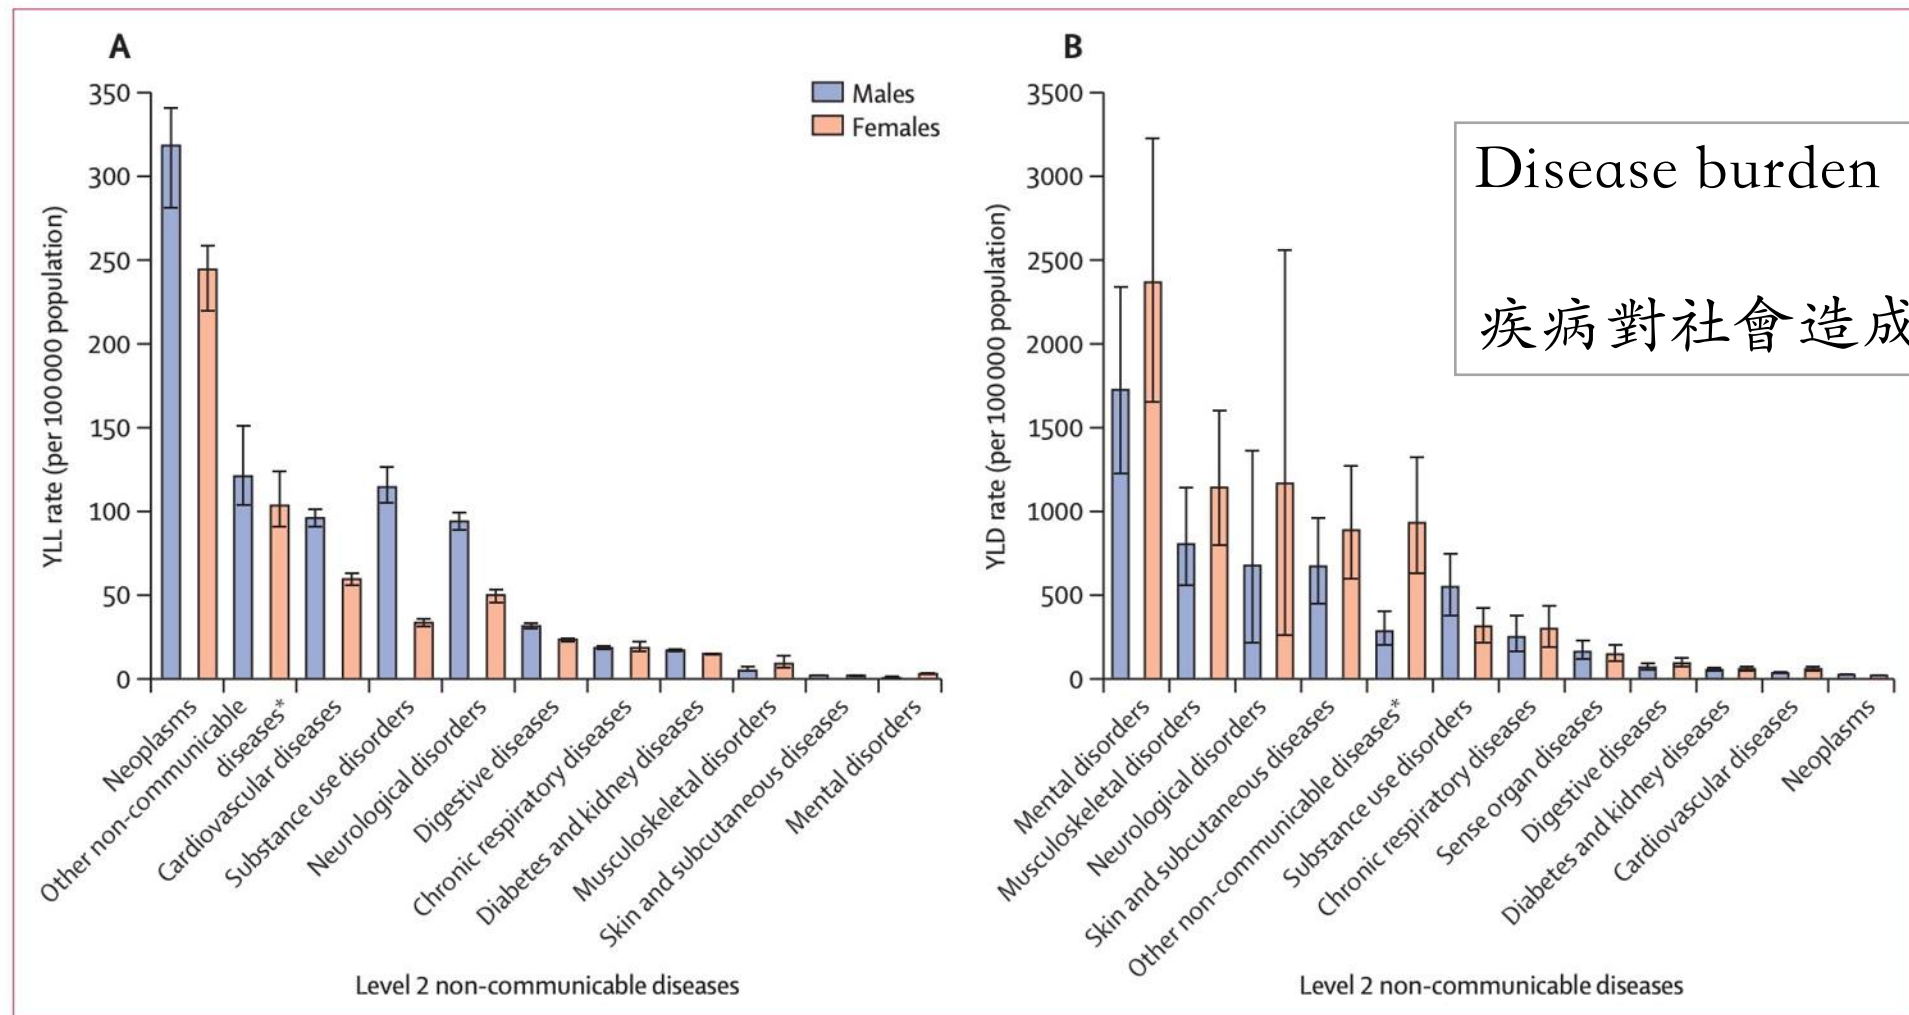 A
350
300
250
200
150
100
50
0
YLL rate (per 100 000 population)
Males
Females
Neoplasms
Other non-communicable
diseases*
Cardiovascular diseases
Substance use disorders
Neurological disorders
Digestive diseases
Chronic respiratory diseases
Diabetes and kidney diseases
Musculoskeletal disorders
Skin and subcutaneous diseases
Mental disorders
Level 2 non-communicable diseases
B
3500
3000
2500
2000
1500
1000
500
0
YLD rate (per 100 000 population)
Disease burden
疾病對社會造成
Mental disorders
Musculoskeletal disorders
Neurological disorders
Skin and subcutaneous diseases
Other non-communicable diseases*
Substance use disorders
Chronic respiratory diseases
Sense organ diseases
Digestive diseases
Diabetes and kidney diseases
Cardiovascular diseases
Neoplasms
Level 2 non-communicable diseases